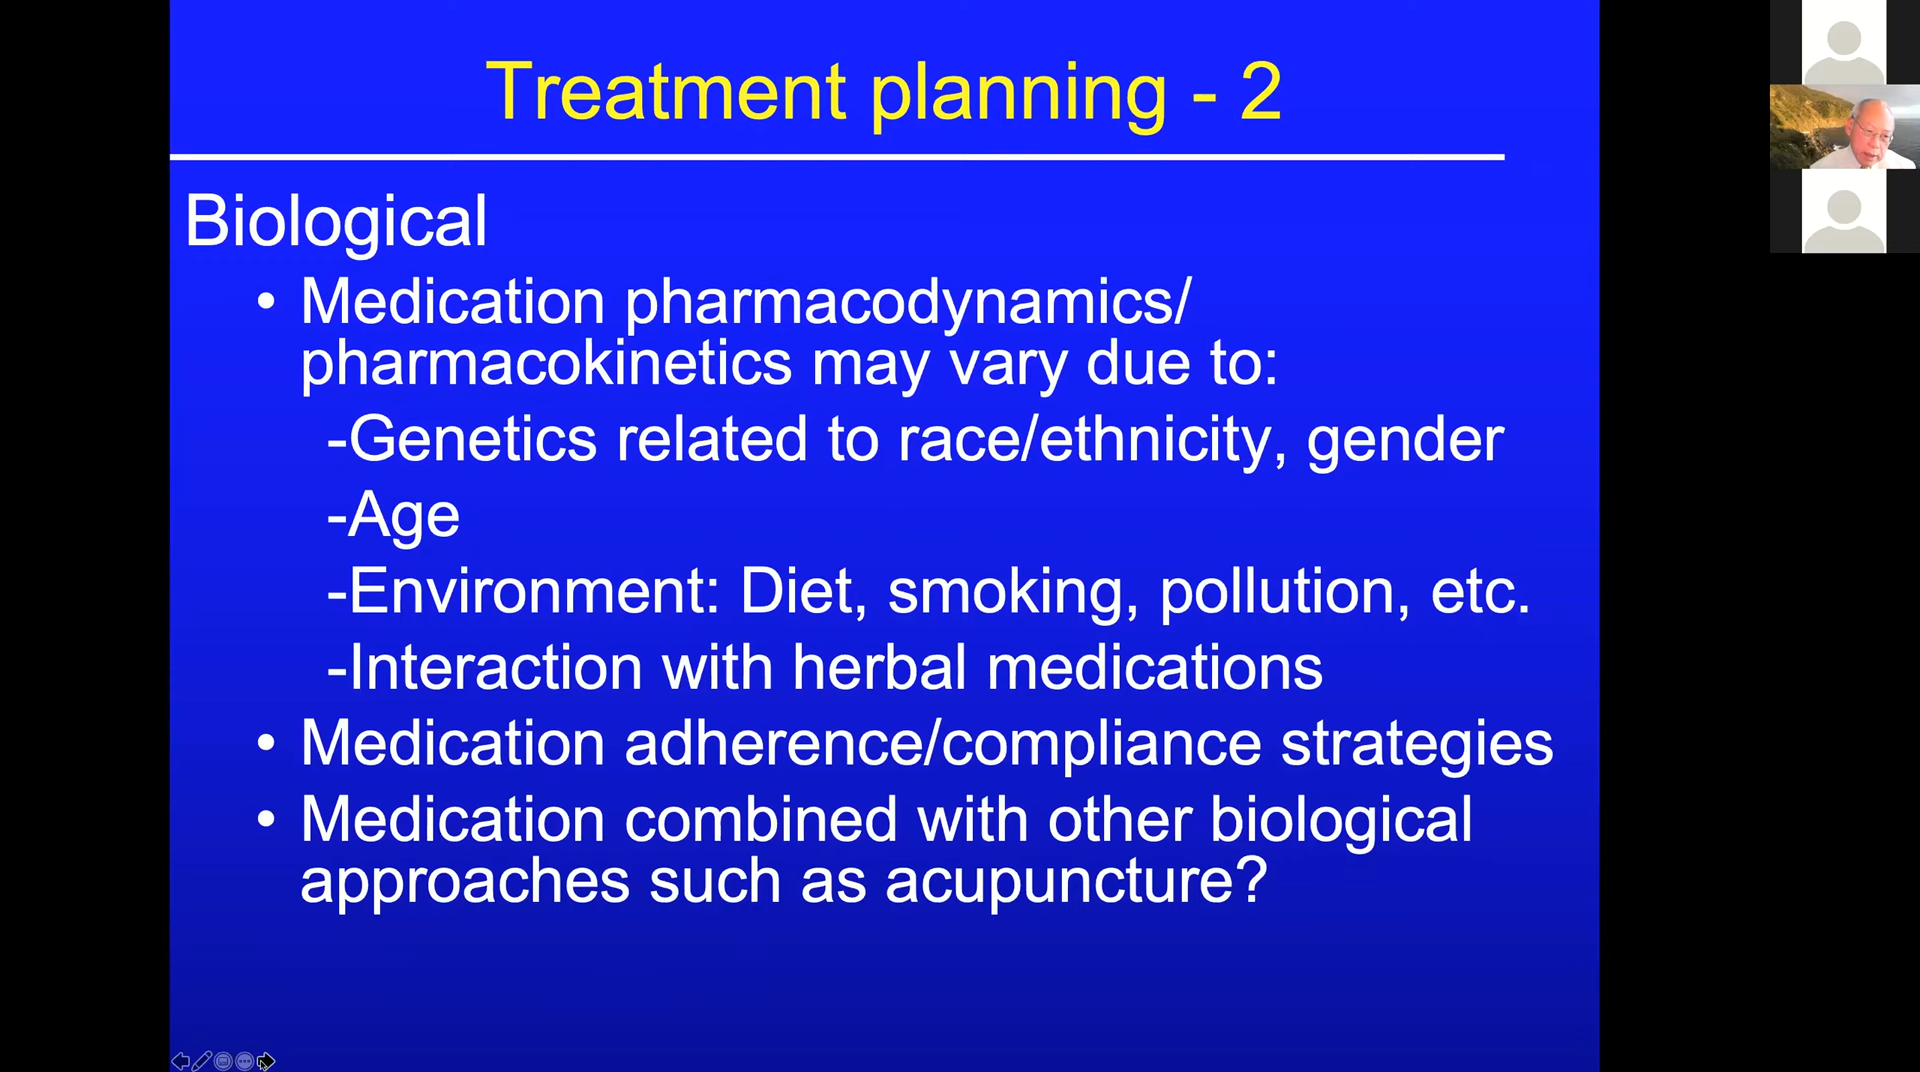 Treatment planning - 2
Biological
• Medication pharmacodynamics/
pharmacokinetics may vary due to:
-Genetics related to race/ethnicity, gender
-Age
-Environment: Diet, smoking, pollution, etc.
-Interaction with herbal medications
• Medication adherence/compliance strategies
• Medication combined with other biological
approaches such as acupuncture?